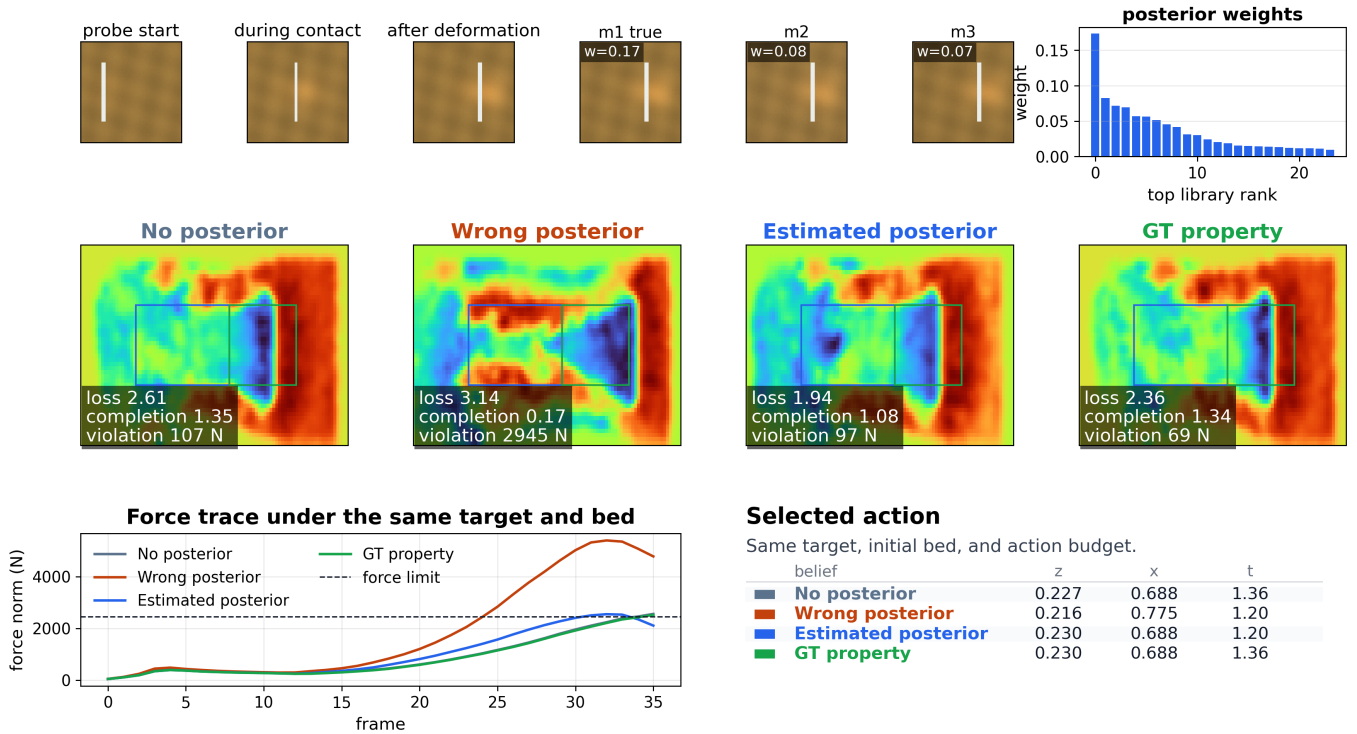 probe start
during contact
after deformation
m1 true
w=0.17
m2
w=0.08
m3
w=0.07
posterior weights
weight
0.15
0.10
0.05
0.00
0
10
20
top library rank
No posterior
loss 2.61
completion 1.35
violation 107 N
Wrong posterior
loss 3.14
completion 0.17
violation 2945 N
Estimated posterior
loss 1.94
completion 1.08
violation 97 N
GT property
loss 2.36
completion 1.34
violation 69 N
Force trace under the same target and bed
force norm (N)
4000
2000
0
No posterior
Wrong posterior
Estimated posterior
GT property
force limit
0
5
10
15
20
25
30
35
frame
Selected action
Same target, initial bed, and action budget.
belief z x t
No posterior 0.227 0.688 1.36
Wrong posterior 0.216 0.775 1.20
Estimated posterior 0.230 0.688 1.20
GT property 0.230 0.688 1.36